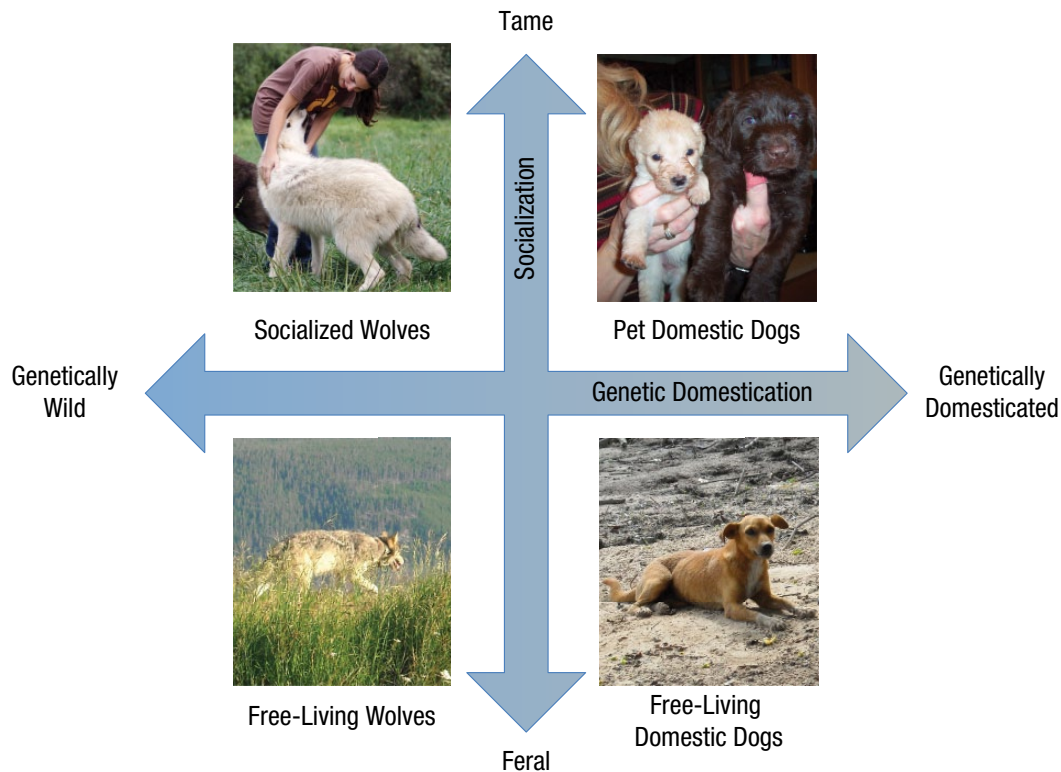 Tame
Socialization
Socialized Wolves
Pet Domestic Dogs
Genetically
Wild
Genetic Domestication
Genetically
Domesticated
Free-Living Wolves
Free-Living
Domestic Dogs
Feral